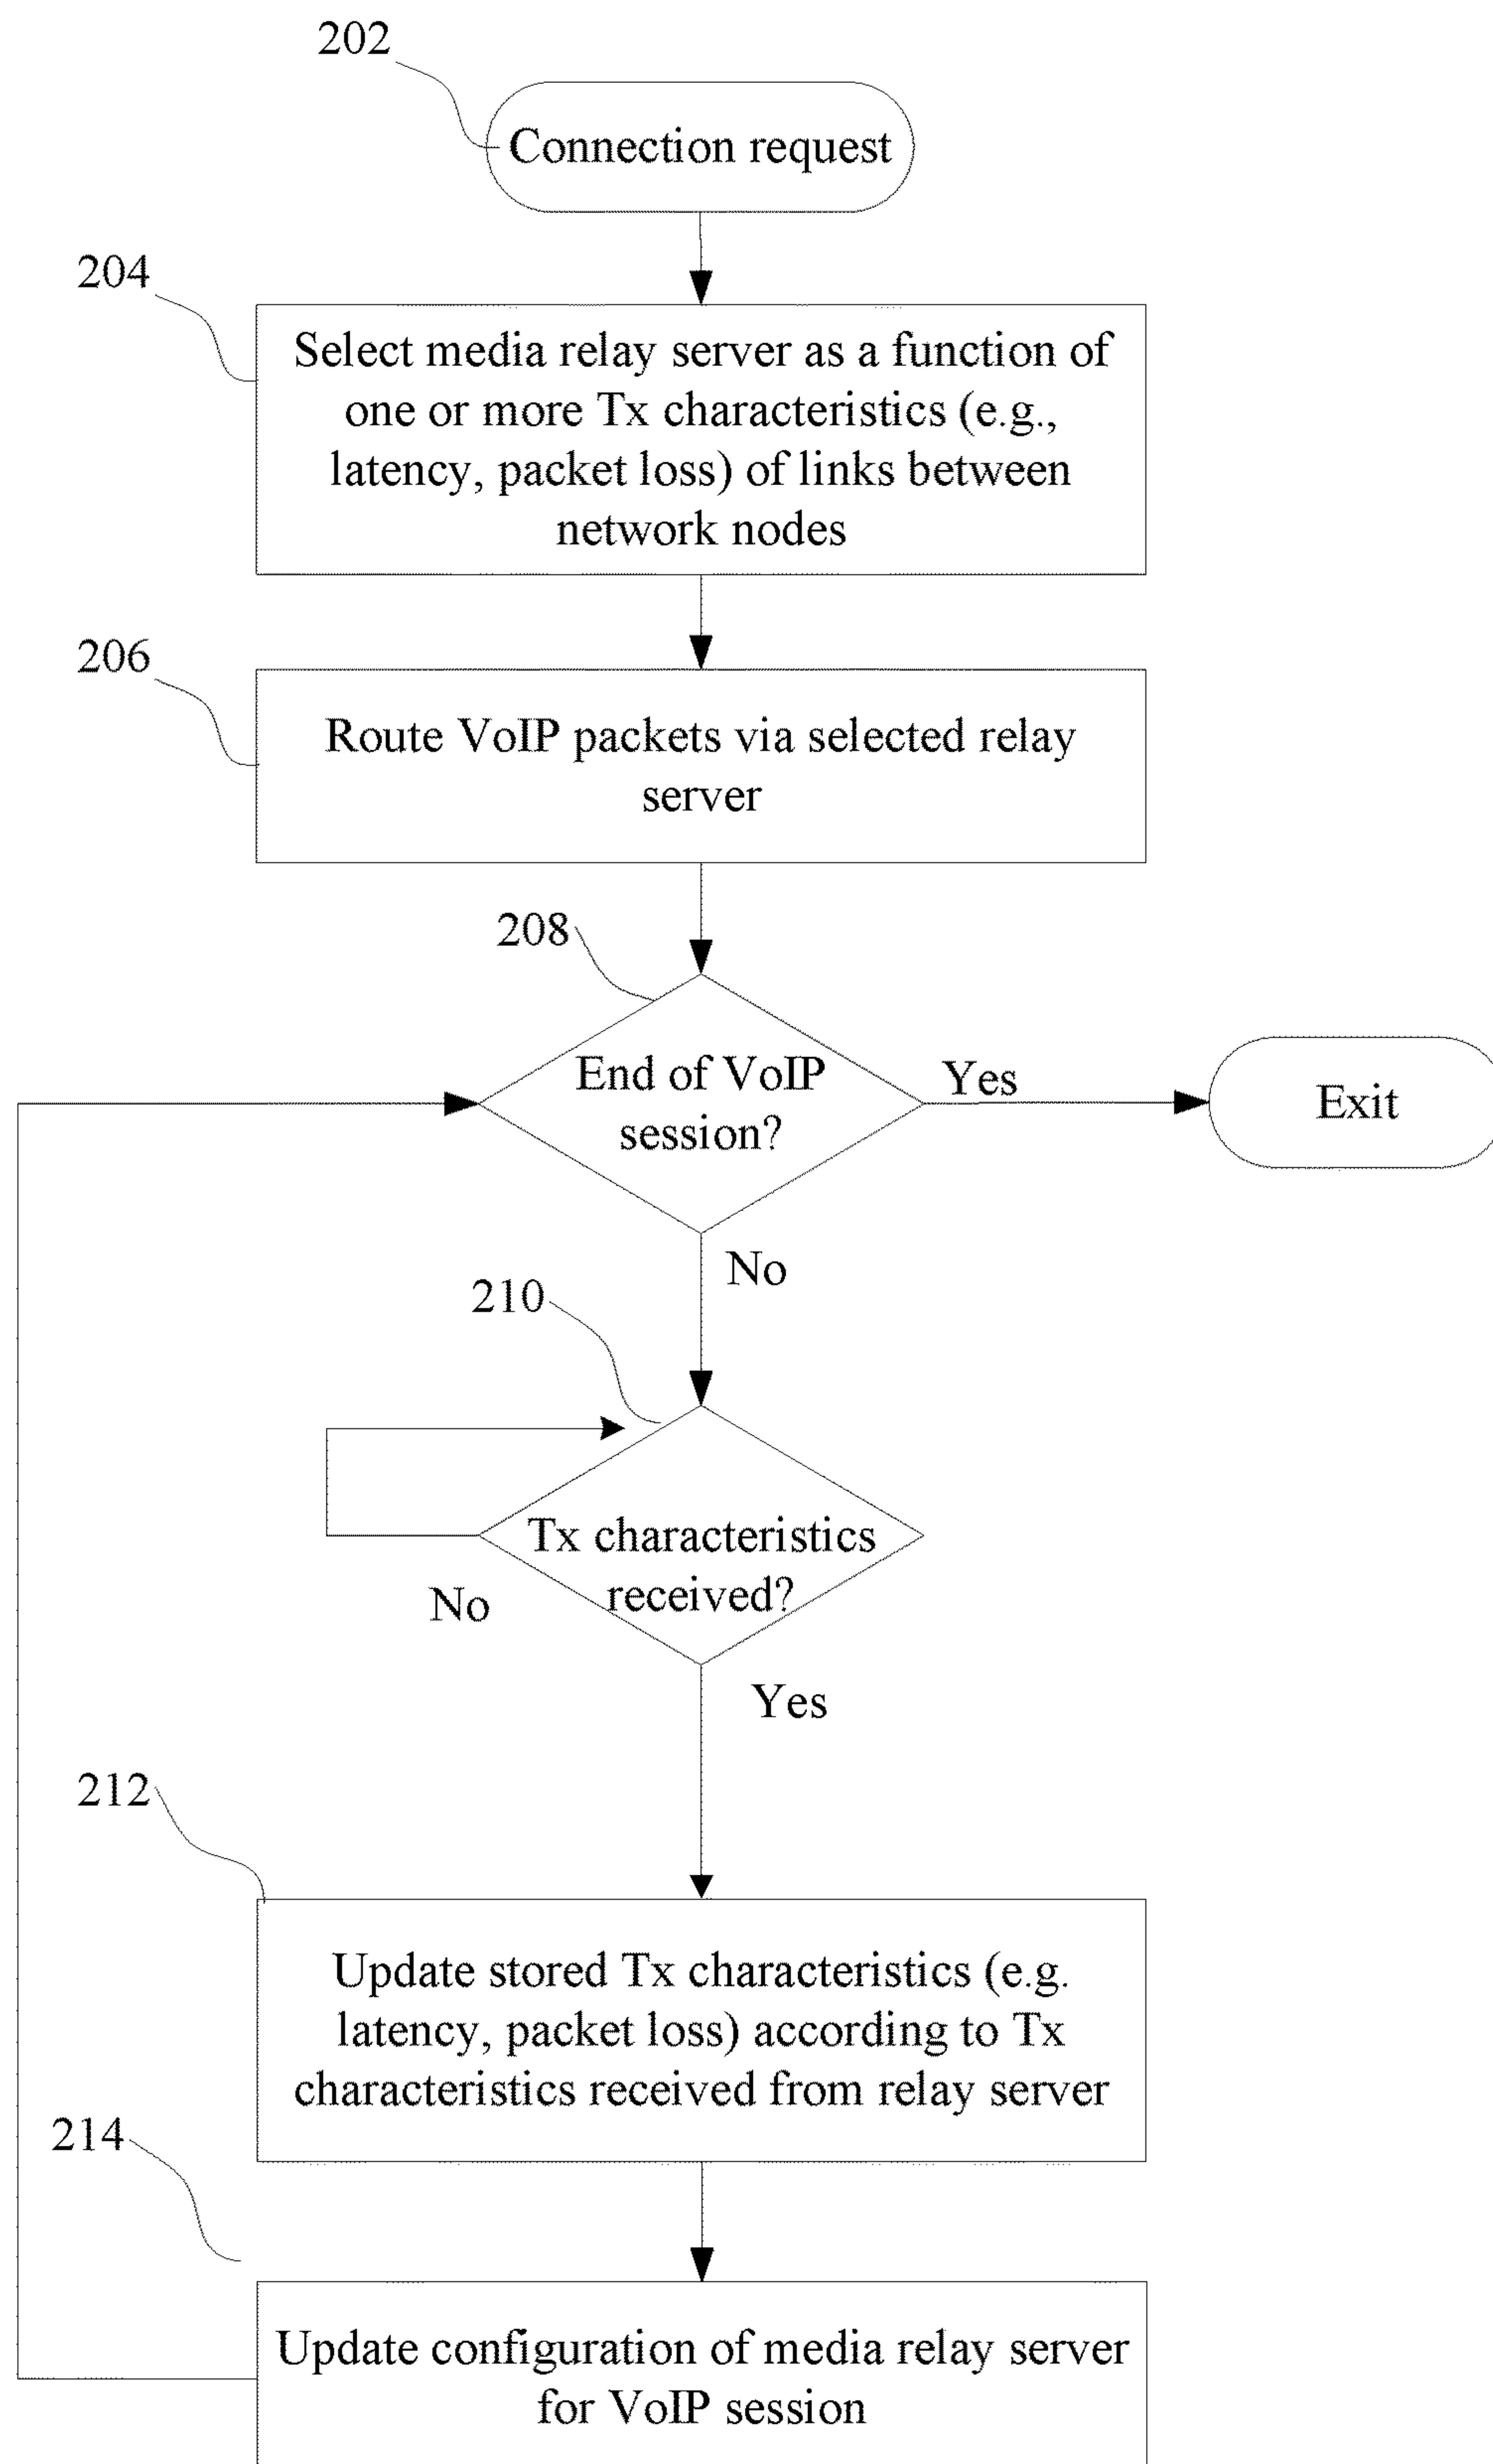 202
Connection request
204
Select media relay server as a function of
one or more Tx characteristics (e.g.,
latency, packet loss) of links between
network nodes
206
Route VoIP packets via selected relay
server
208
End of VoIP
session?
Yes
Exit
No
210
Tx characteristics
received?
No
Yes
212
Update stored Tx characteristics (e.g.
latency, packet loss) according to Tx
characteristics received from relay server
214
Update configuration of media relay server
for VoIP session